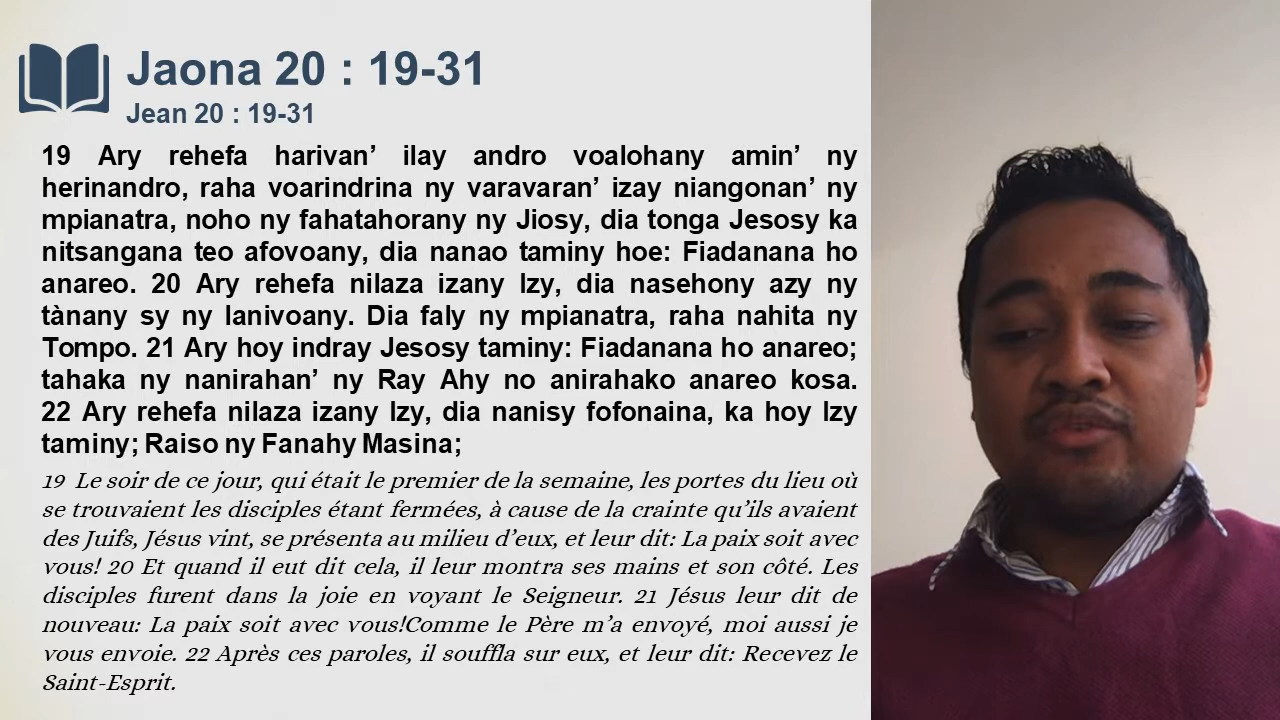 Jaona 20 : 19-31
Jean 20 : 19-31
19 Ary rehefa harivan’ ilay andro voalohany amin’ ny
herinandro, raha voarindrina ny varavaran’ izay niangonan’ ny
mpianatra, noho ny fahatahorany ny Jiosy, dia tonga Jesosy ka
nitsangana teo afovoany, dia nanao taminy hoe: Fiadanana ho
anareo. 20 Ary rehefa nilaza izany Izy, dia nasehony azy ny
tànany sy ny lanivoany. Dia faly ny mpianatra, raha nahita ny
Tompo. 21 Ary hoy indray Jesosy taminy: Fiadanana ho anareo;
tahaka ny nanirahan’ ny Ray Ahy no anirahako anareo kosa.
22 Ary rehefa nilaza izany Izy, dia nanisy fofonaina, ka hoy Izy
taminy; Raiso ny Fanahy Masina;
19 Le soir de ce jour, qui était le premier de la semaine, les portes du lieu où
se trouvaient les disciples étant fermées, à cause de la crainte qu’ils avaient
des Juifs, Jésus vint, se présenta au milieu d’eux, et leur dit: La paix soit avec
vous! 20 Et quand il eut dit cela, il leur montra ses mains et son côté. Les
disciples furent dans la joie en voyant le Seigneur. 21 Jésus leur dit de
nouveau: La paix soit avec vous!Comme le Père m’a envoyé, moi aussi je
vous envoie. 22 Après ces paroles, il souffla sur eux, et leur dit: Recevez le
Saint-Esprit.